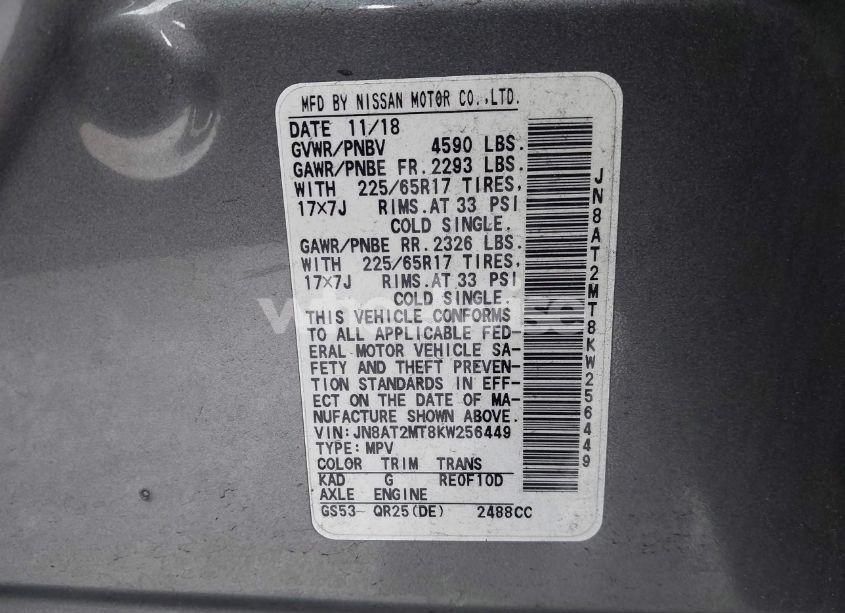 MFD BY NISSAN MOTOR CO.,LTD.
DATE 11/18
GVWR/PNBV 4590 LBS.
GAWR/PNBE FR. 2293 LBS.
WITH 225/65R17 TIRES,
17×7J RIMS. AT 33 PSI
COLD SINGLE.
GAWR/PNBE RR. 2326 LBS.
WITH 225/65R17 TIRES,
17×7J RIMS. AT 33 PSI
COLD SINGLE.
THIS VEHICLE CONFORMS
TO ALL APPLICABLE FED-
ERAL MOTOR VEHICLE SA-
FETY AND THEFT PREVEN-
TION STANDARDS IN EFF-
ECT ON THE DATE OF MA-
NUFACTURE SHOWN ABOVE.
VIN:JN8AT2MT8KW256449
TYPE:MPV
COLOR TRIM TRANS
KAD G RE0F10D
AXLE ENGINE
GS53- QR25(DE) 2488CC
JN8AT2MT8KW256449